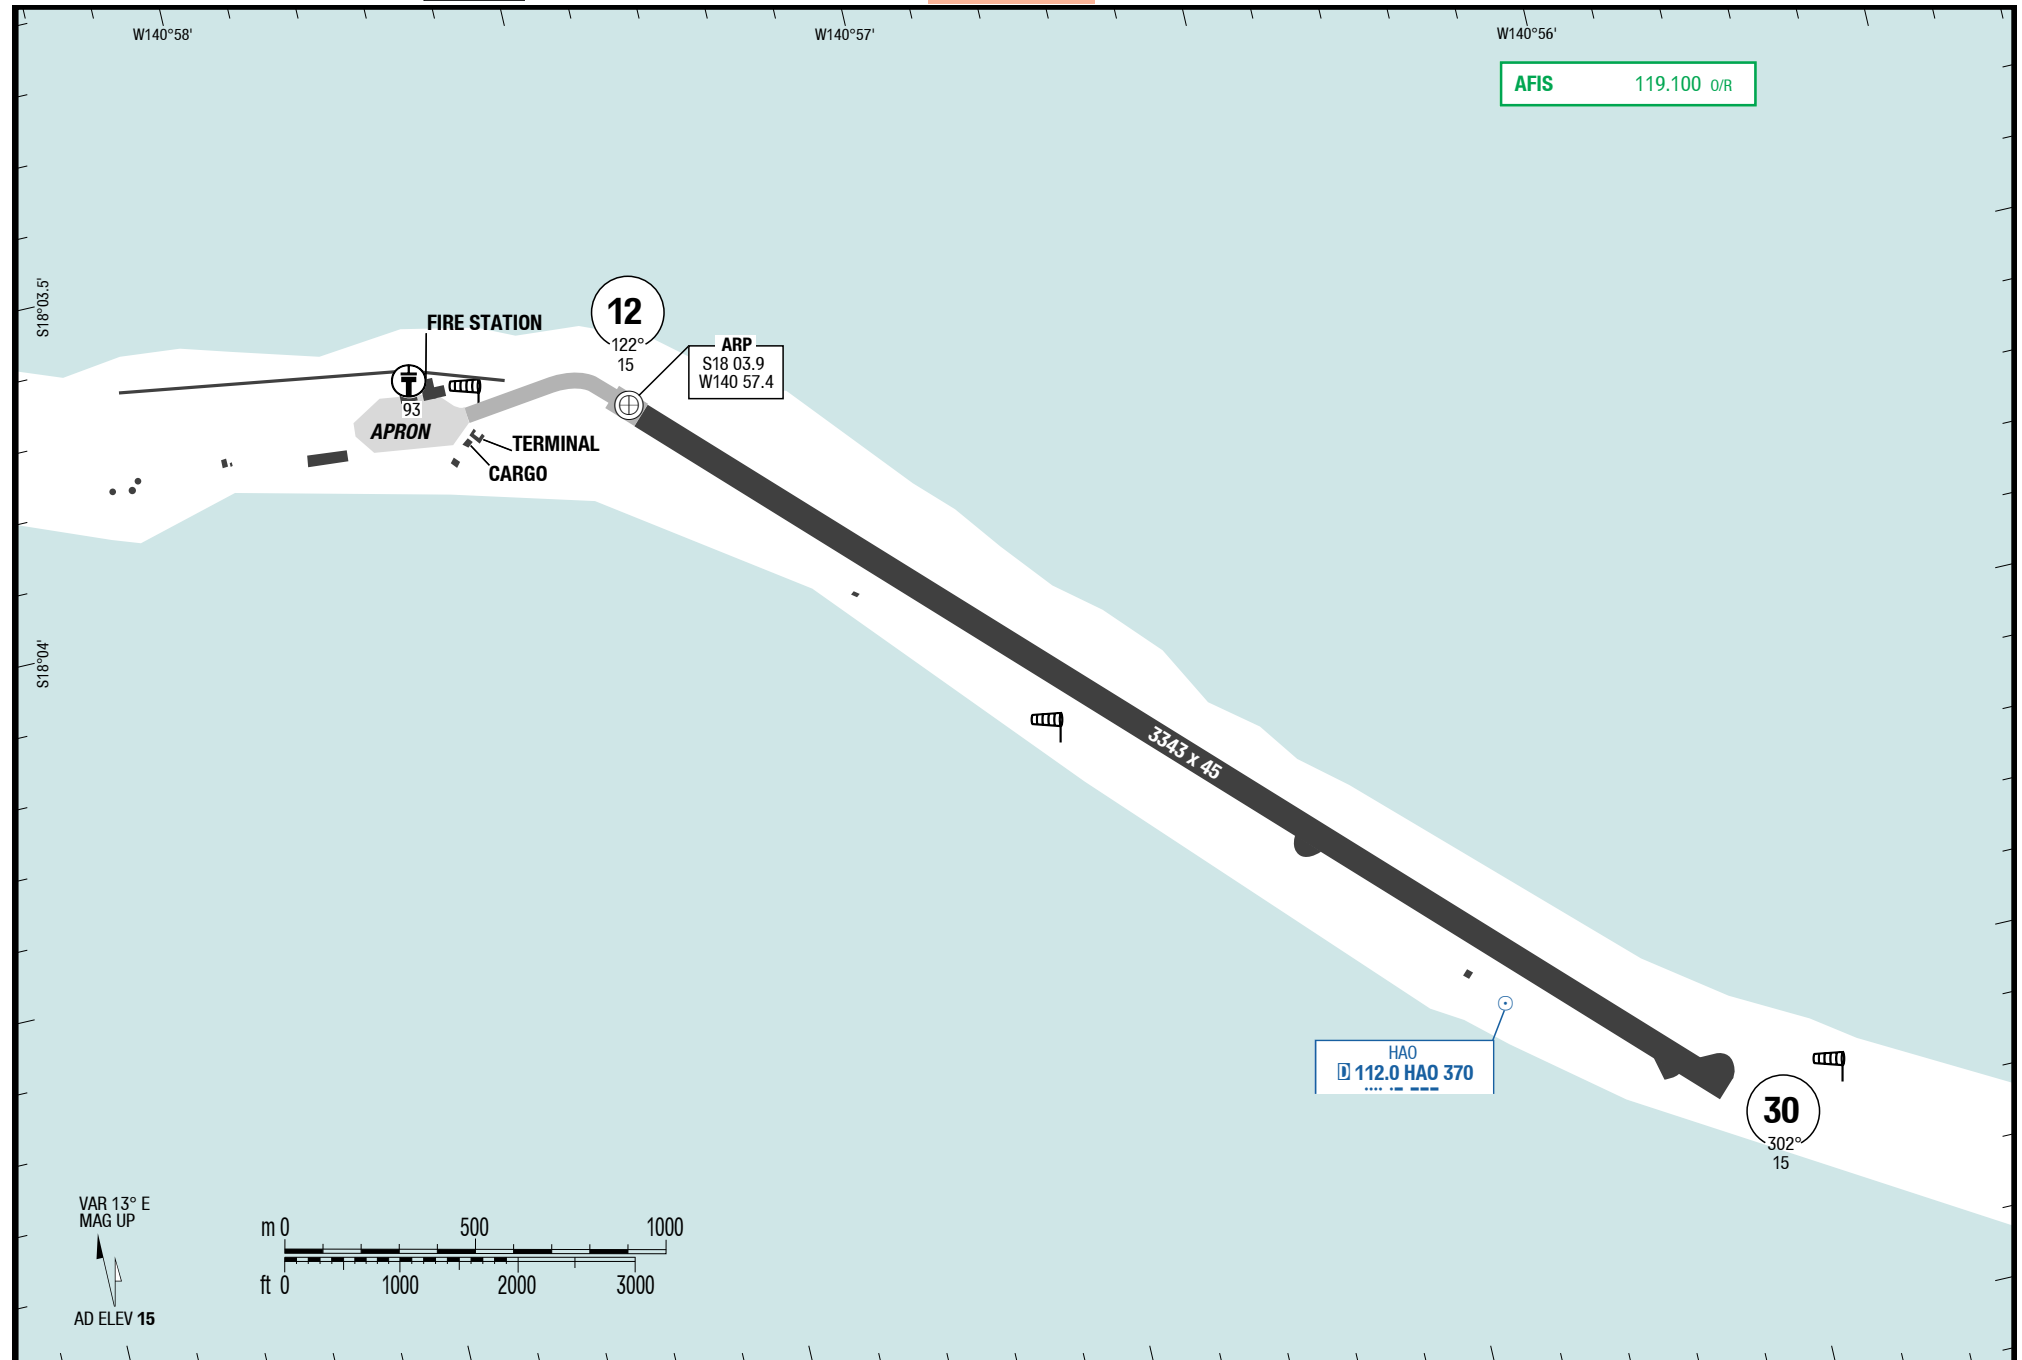 W140°58'
W140°57'
W140°56'
AFIS 119.100 O/R
S18°03.5'
12
122°
15
FIRE STATION
ARP
S18 03.9
W140 57.4
93
APRON
TERMINAL
CARGO
S18°04'
3343 x 45
HAO
D 112.0 HAO 370
30
302°
15
VAR 13° E
MAG UP
AD ELEV 15
m 0 500 1000
ft 0 1000 2000 3000